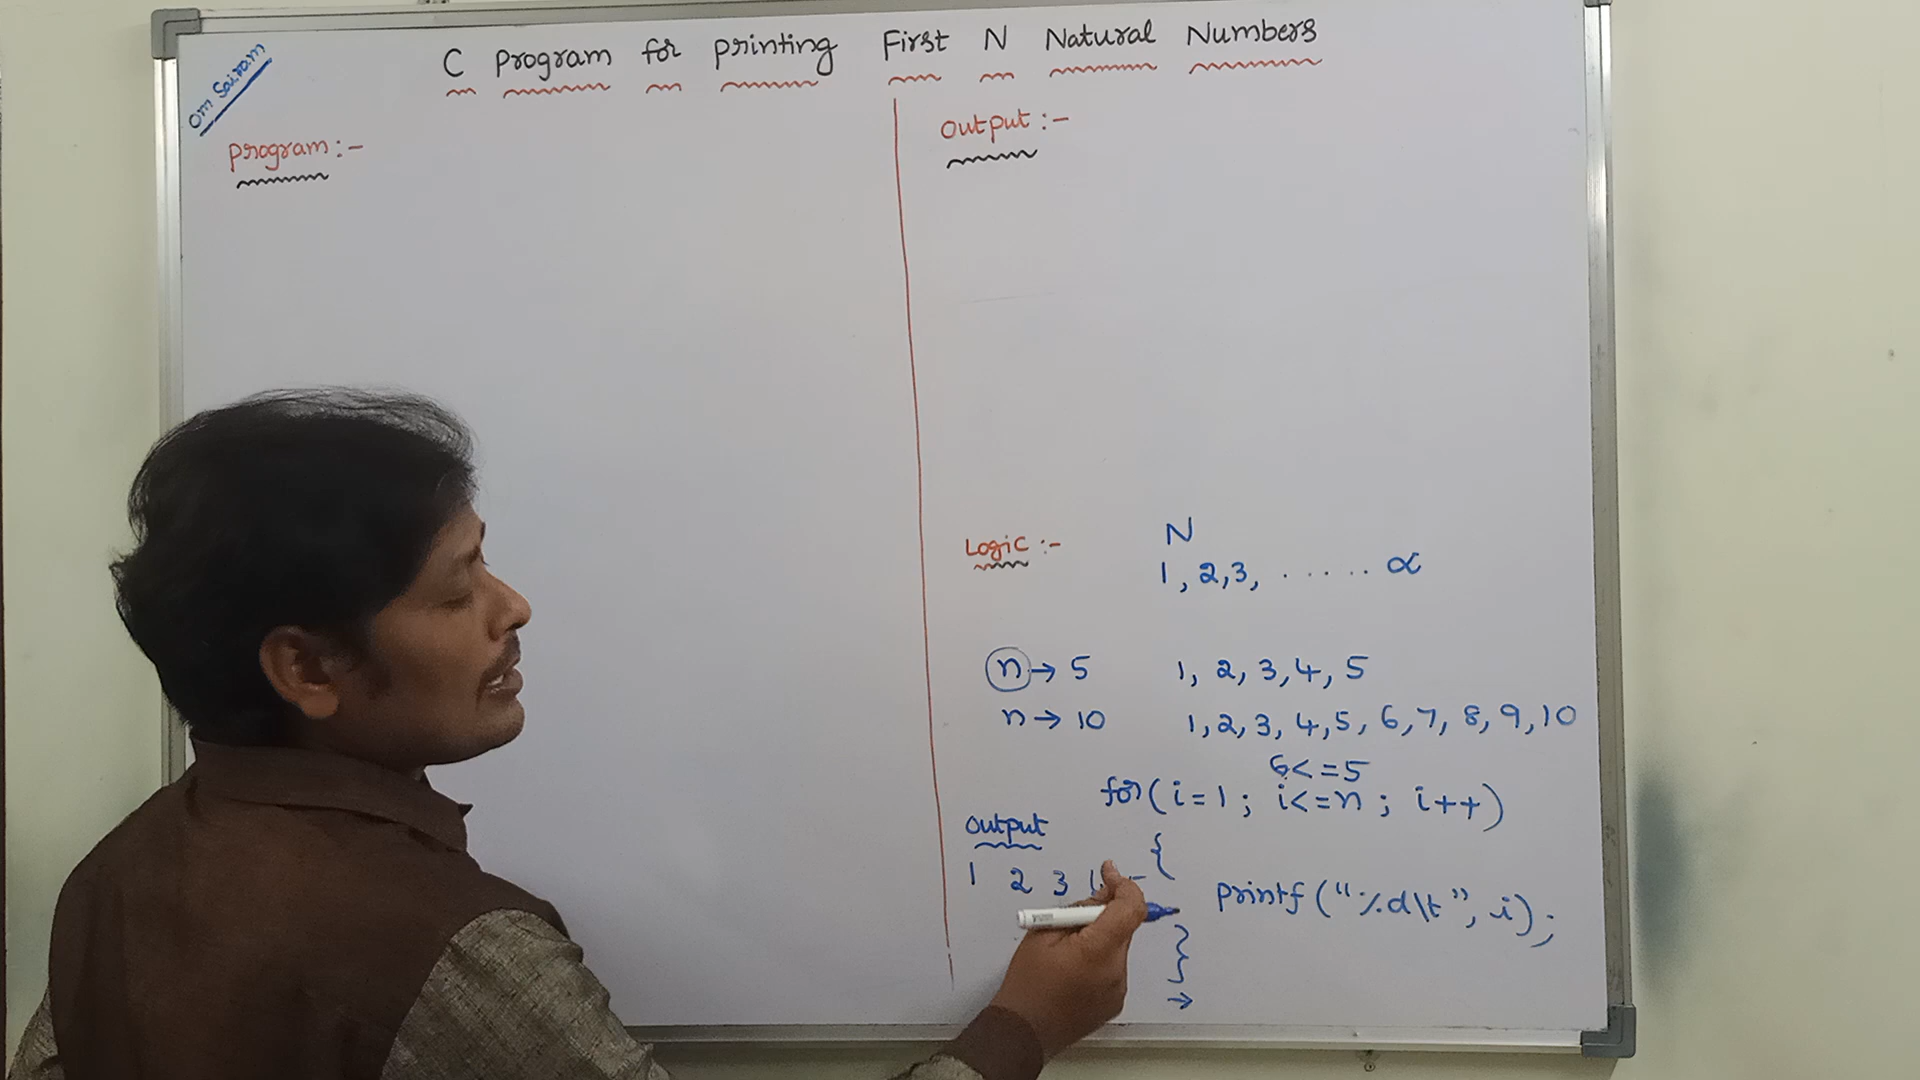 Om Sairam
C Program for printing First N Natural Numbers
Program :-
Output :-
Logic :-
N
1, 2, 3, ...... ∝
n → 5 1, 2, 3, 4, 5
n → 10 1, 2, 3, 4, 5, 6, 7, 8, 9, 10
6<=5
for(i=1; i<=n; i++)
Output
{
1 2 3
printf("%d\t", i);
}
→